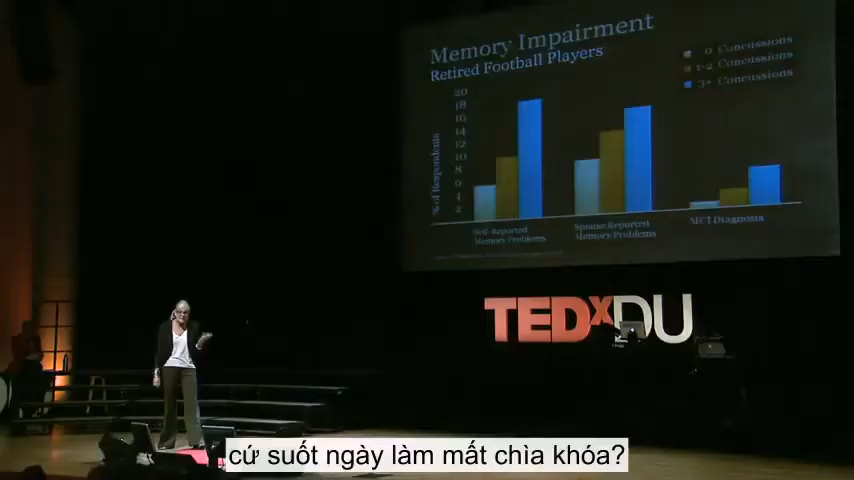 Memory Impairment
Retired Football Players
0 Concussions
1-2 Concussions
3+ Concussions
20
18
16
14
12
10
8
6
4
2
% of Respondents
Self-Reported
Memory Problems
Spouse Reported
Memory Problems
MCI Diagnosis
TEDxDU
cứ suốt ngày làm mất chìa khóa?